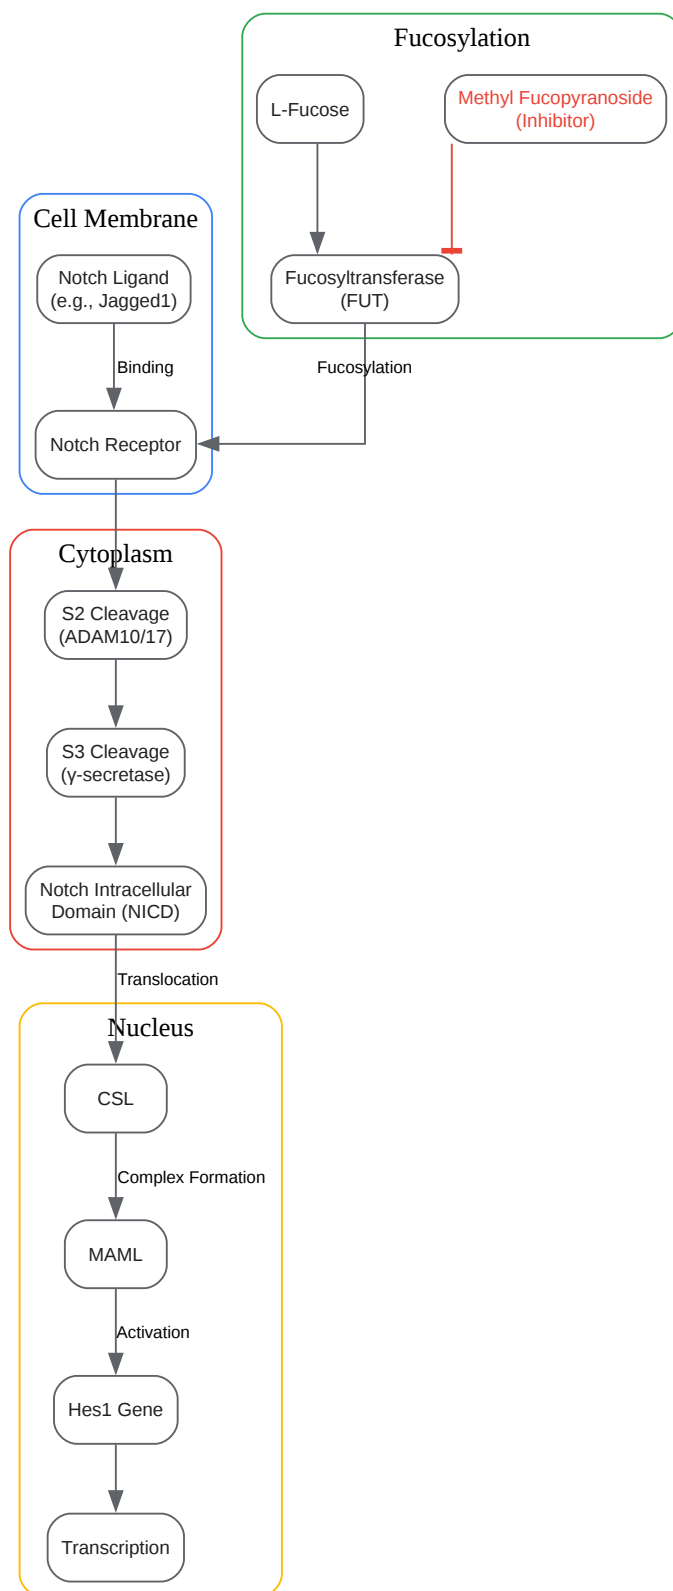 Fucosylation
L-Fucose
Methyl Fucopyranoside
(Inhibitor)
Cell Membrane
Notch Ligand
(e.g., Jagged1)
Fucosyltransferase
(FUT)
Binding
Fucosylation
Notch Receptor
Cytoplasm
S2 Cleavage
(ADAM10/17)
S3 Cleavage
(γ-secretase)
Notch Intracellular
Domain (NICD)
Translocation
Nucleus
CSL
Complex Formation
MAML
Activation
Hes1 Gene
Transcription